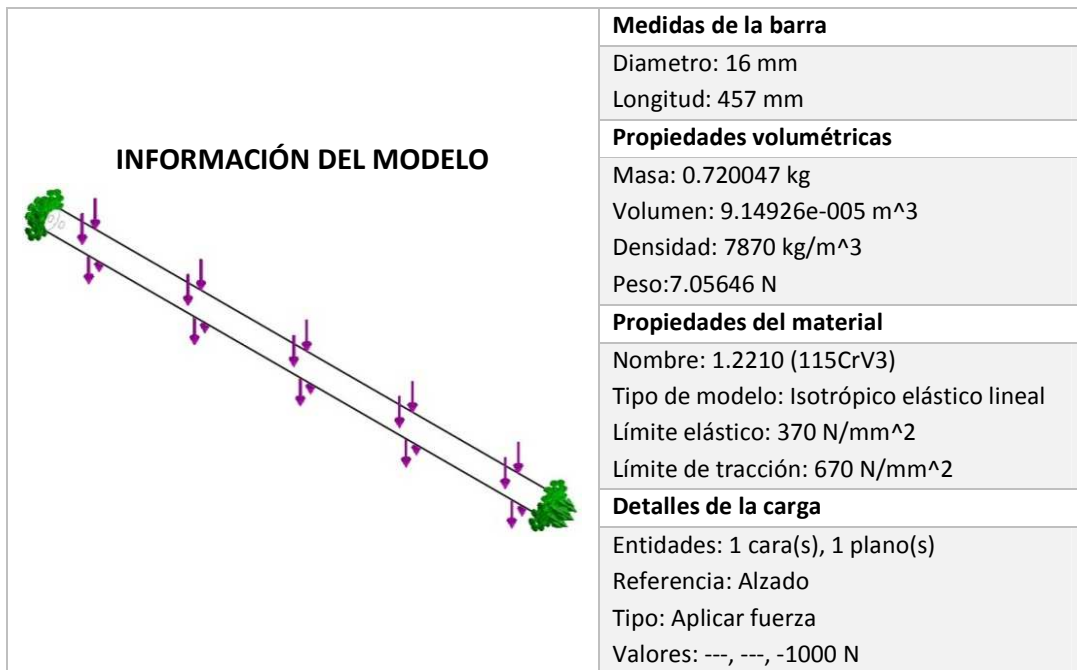 INFORMACIÓN DEL MODELO
Medidas de la barra
Diametro: 16 mm
Longitud: 457 mm
Propiedades volumétricas
Masa: 0.720047 kg
Volumen: 9.14926e-005 m^3
Densidad: 7870 kg/m^3
Peso:7.05646 N
Propiedades del material
Nombre: 1.2210 (115CrV3)
Tipo de modelo: Isotrópico elástico lineal
Límite elástico: 370 N/mm^2
Límite de tracción: 670 N/mm^2
Detalles de la carga
Entidades: 1 cara(s), 1 plano(s)
Referencia: Alzado
Tipo: Aplicar fuerza
Valores: ---, ---, -1000 N